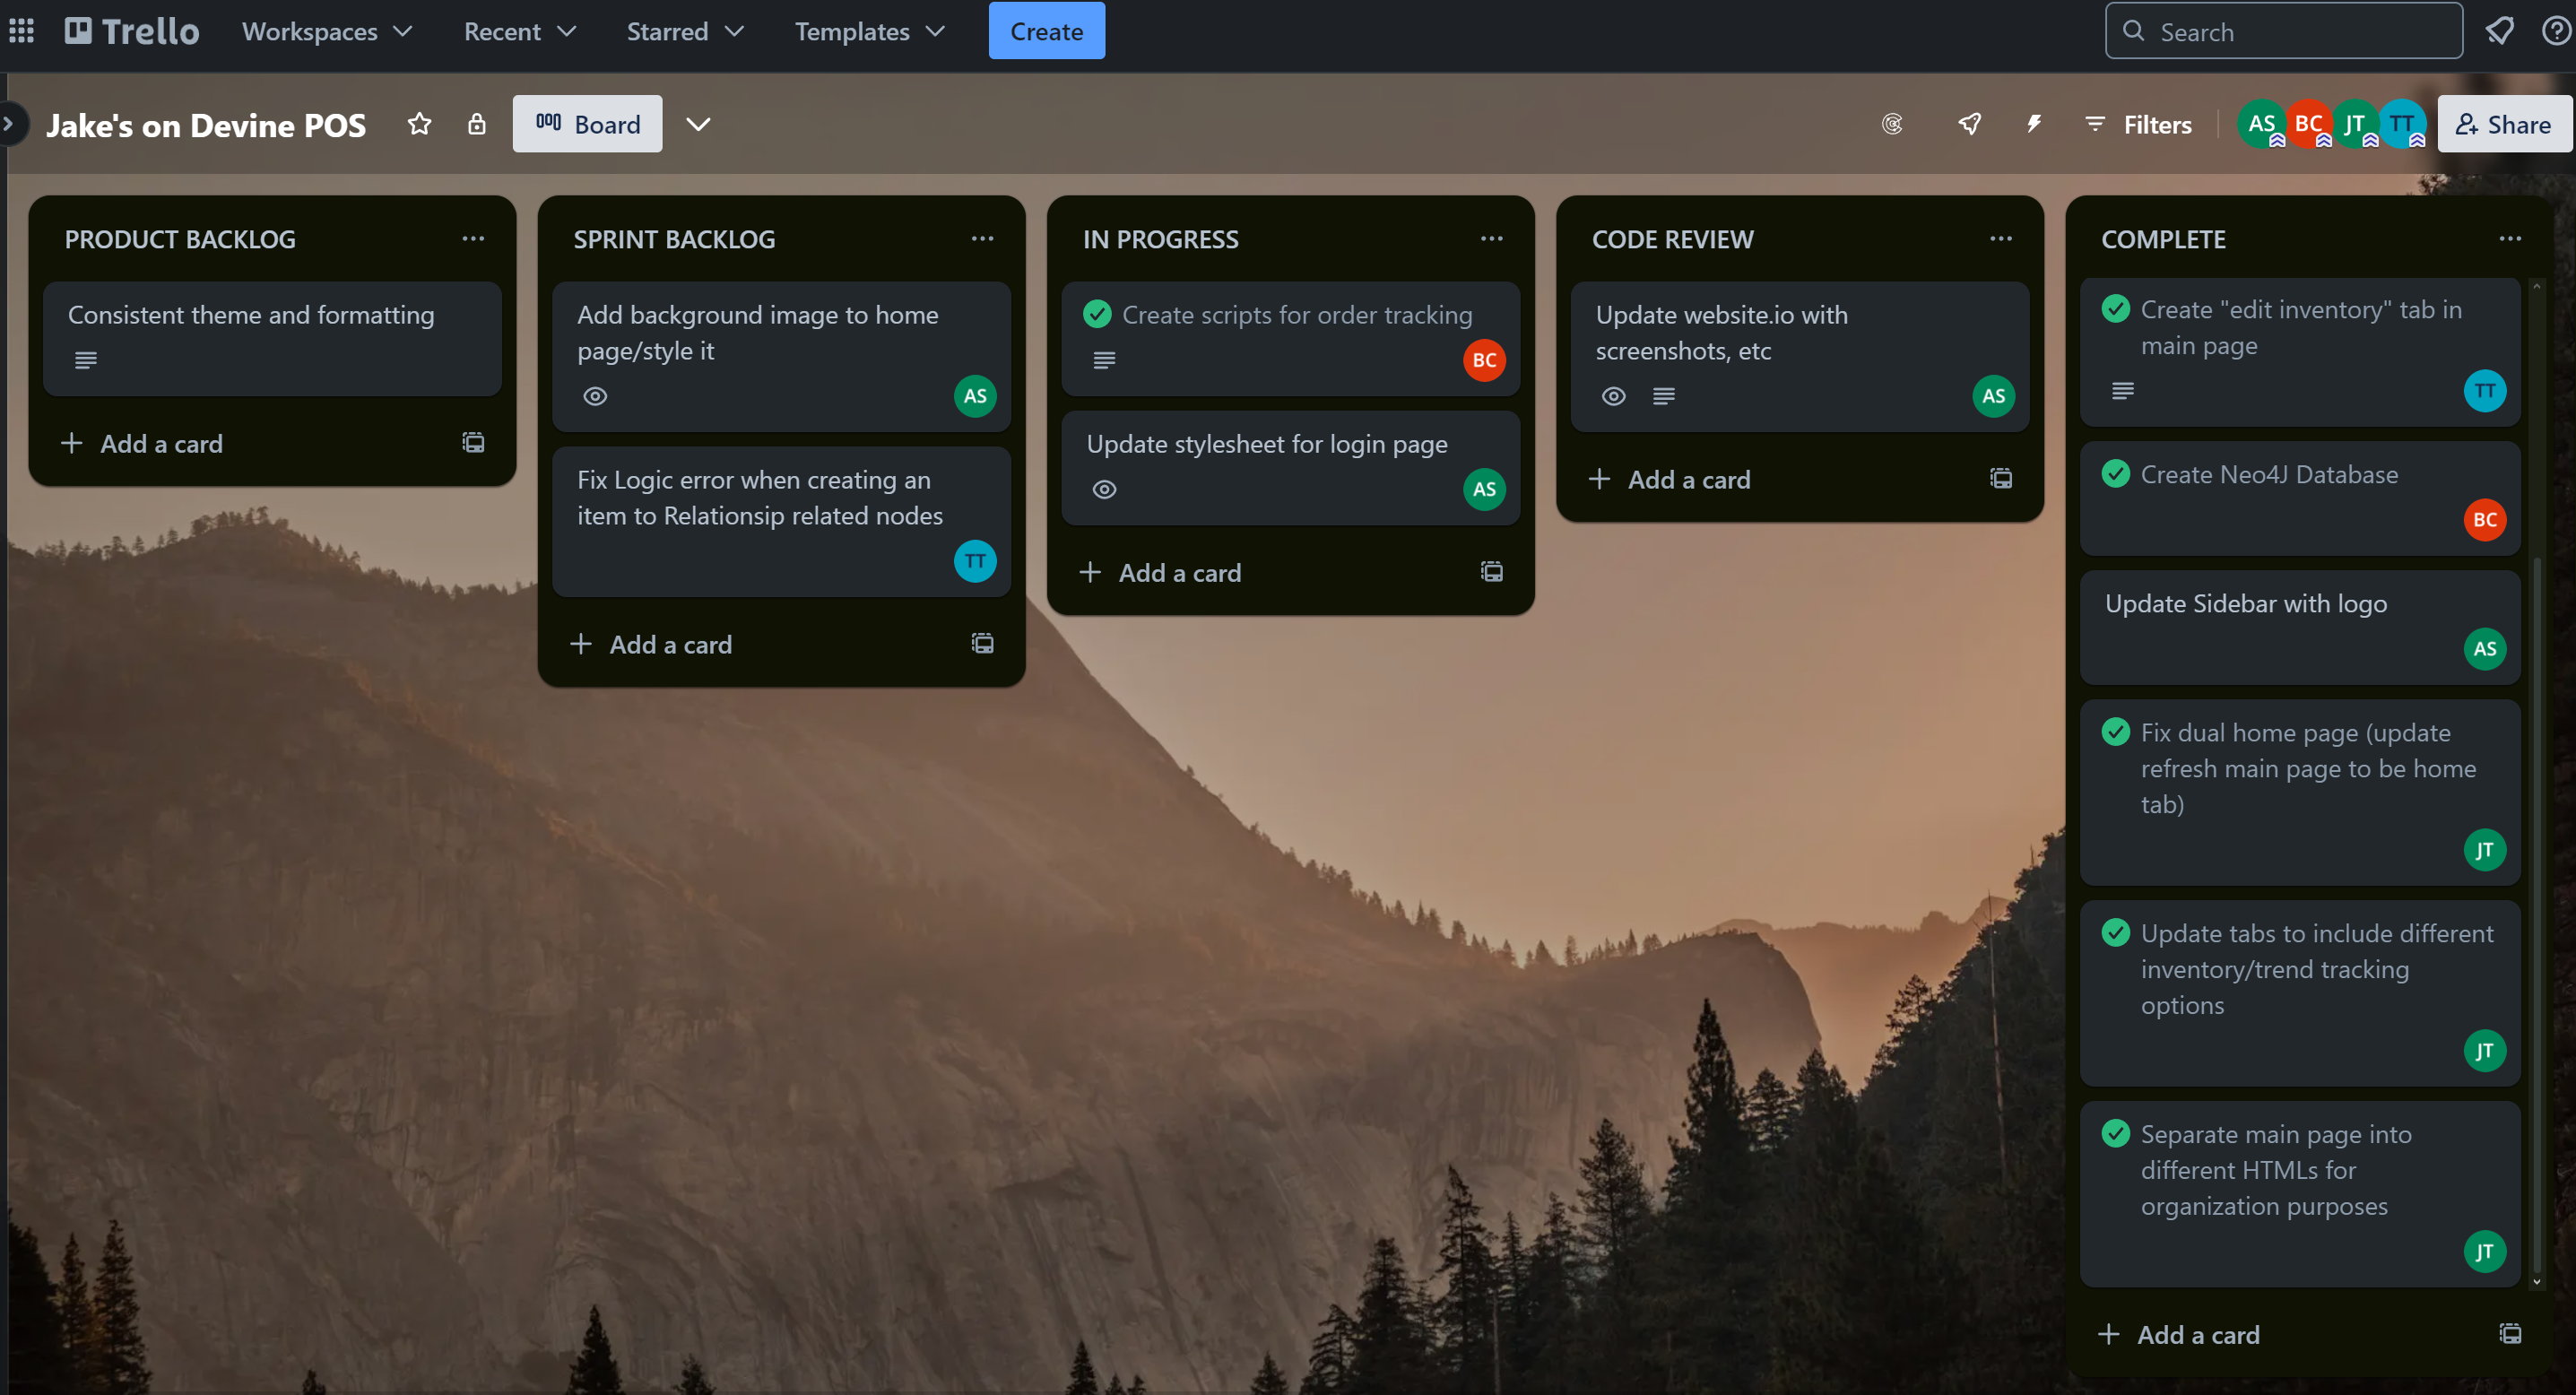 Trello
Workspaces
Recent
Starred
Templates
Create
Search
Jake's on Devine POS
Board
Filters
AS
BC
JT
TT
Share
PRODUCT BACKLOG
Consistent theme and formatting
Add a card
SPRINT BACKLOG
Add background image to home
page/style it
AS
Fix Logic error when creating an
item to Relationsip related nodes
TT
Add a card
IN PROGRESS
Create scripts for order tracking
BC
Update stylesheet for login page
AS
Add a card
CODE REVIEW
Update website.io with
screenshots, etc
AS
Add a card
COMPLETE
Create "edit inventory" tab in
main page
TT
Create Neo4J Database
BC
Update Sidebar with logo
AS
Fix dual home page (update
refresh main page to be home
tab)
JT
Update tabs to include different
inventory/trend tracking
options
JT
Separate main page into
different HTMLs for
organization purposes
JT
Add a card